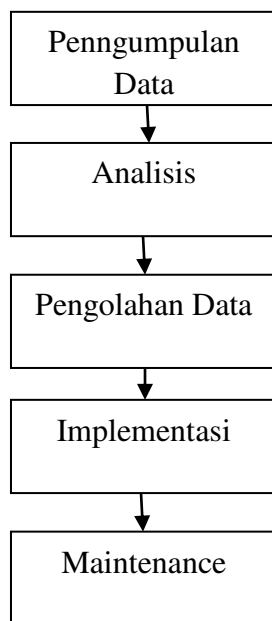 Penngumpulan
Data
Analisis
Pengolahan Data
Implementasi
Maintenance